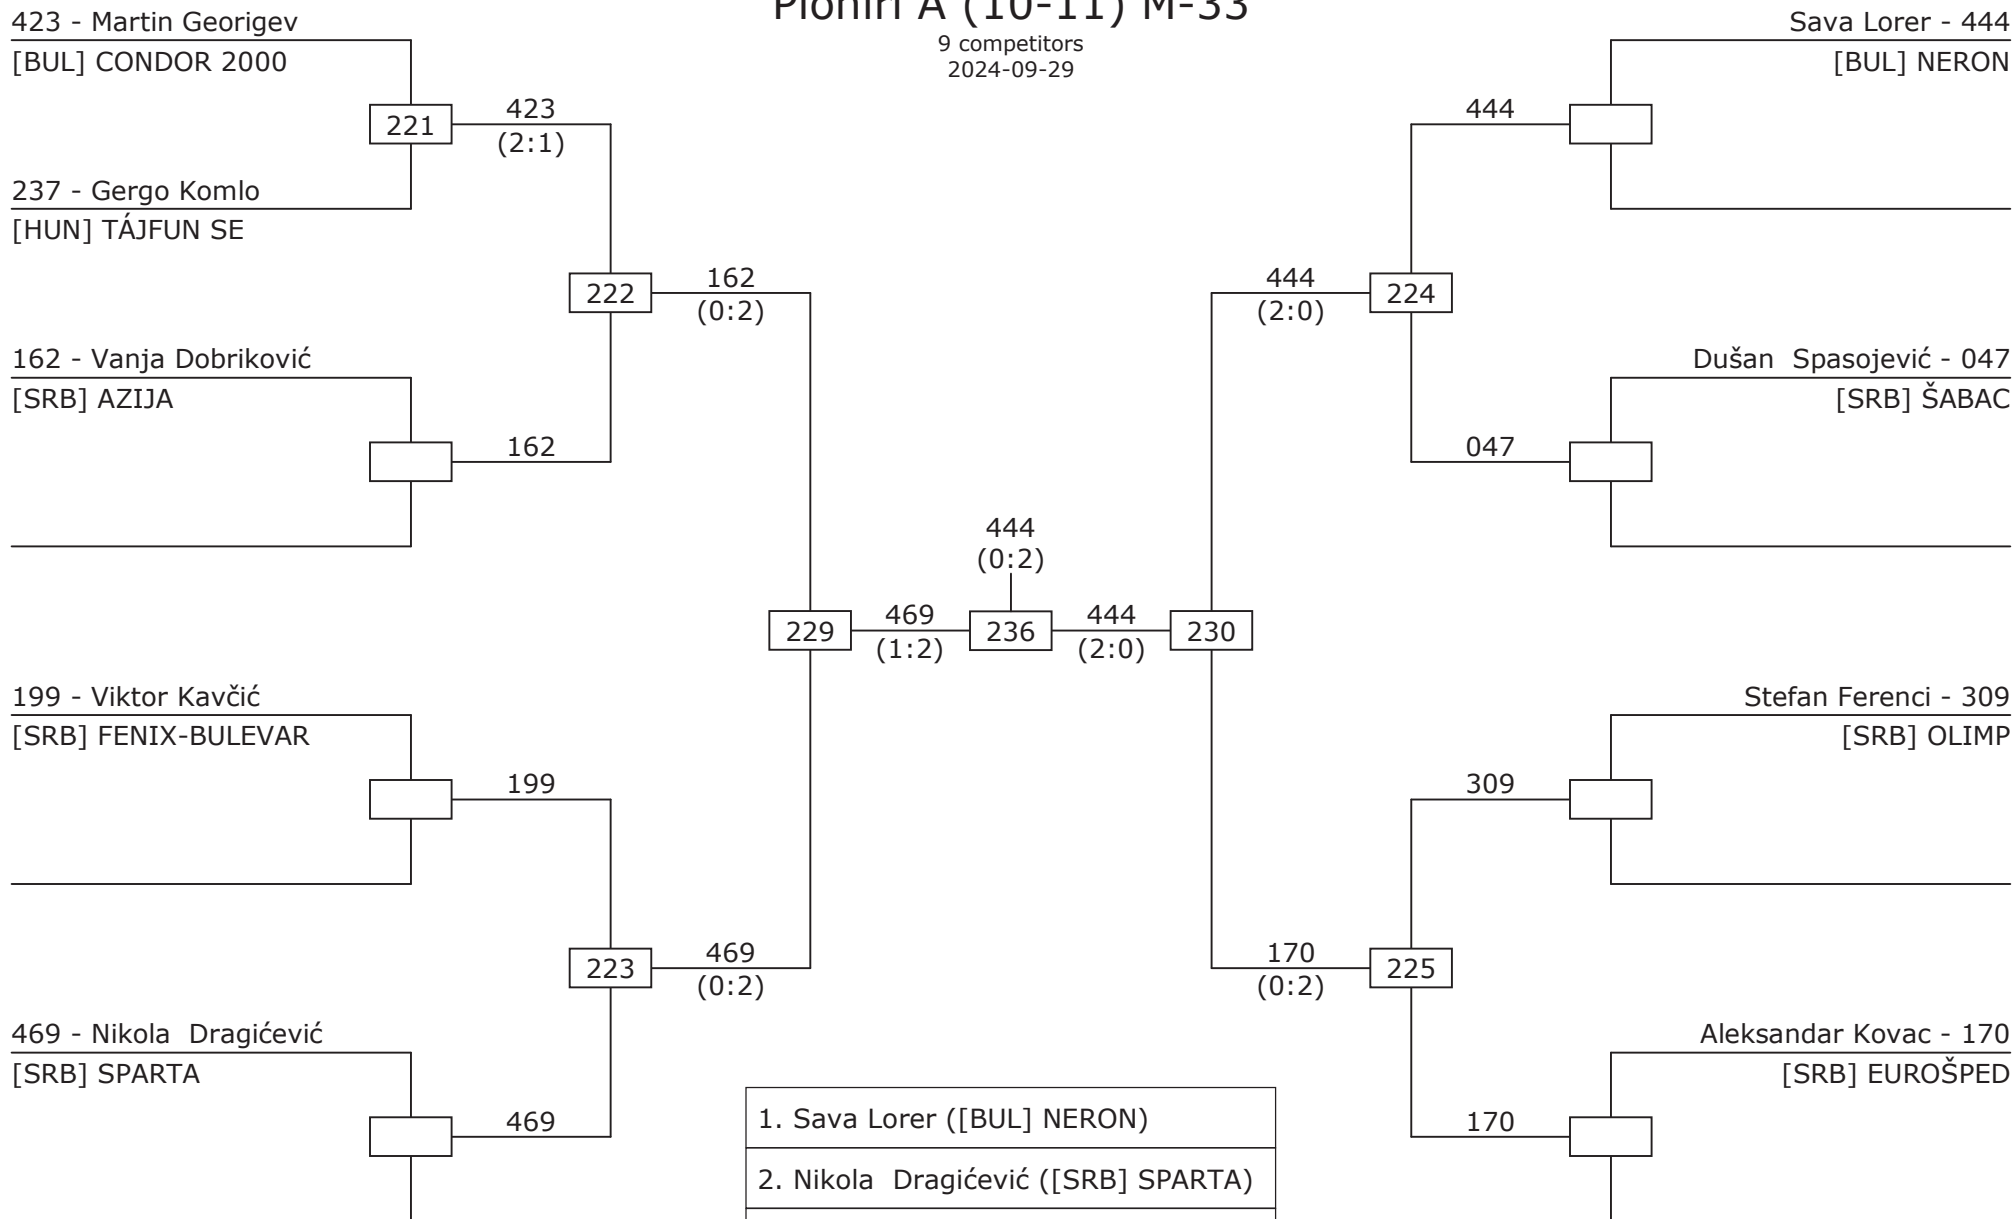 Pioniri A (10-11) M-33
9 competitors
2024-09-29
423 - Martin Georigev
[BUL] CONDOR 2000
221
423
(2:1)
237 - Gergo Komlo
[HUN] TÁJFUN SE
222
162
(0:2)
162 - Vanja Dobriković
[SRB] AZIJA
162
199 - Viktor Kavčić
[SRB] FENIX-BULEVAR
199
223
469
(0:2)
469 - Nikola  Dragićević
[SRB] SPARTA
469
229
469
(1:2)
444
(0:2)
236
444
(2:0)
230
Sava Lorer - 444
[BUL] NERON
444
444
(2:0)
224
Dušan  Spasojević - 047
[SRB] ŠABAC
047
Stefan Ferenci - 309
[SRB] OLIMP
309
170
(0:2)
225
Aleksandar Kovac - 170
[SRB] EUROŠPED
170
1. Sava Lorer ([BUL] NERON)
2. Nikola  Dragićević ([SRB] SPARTA)